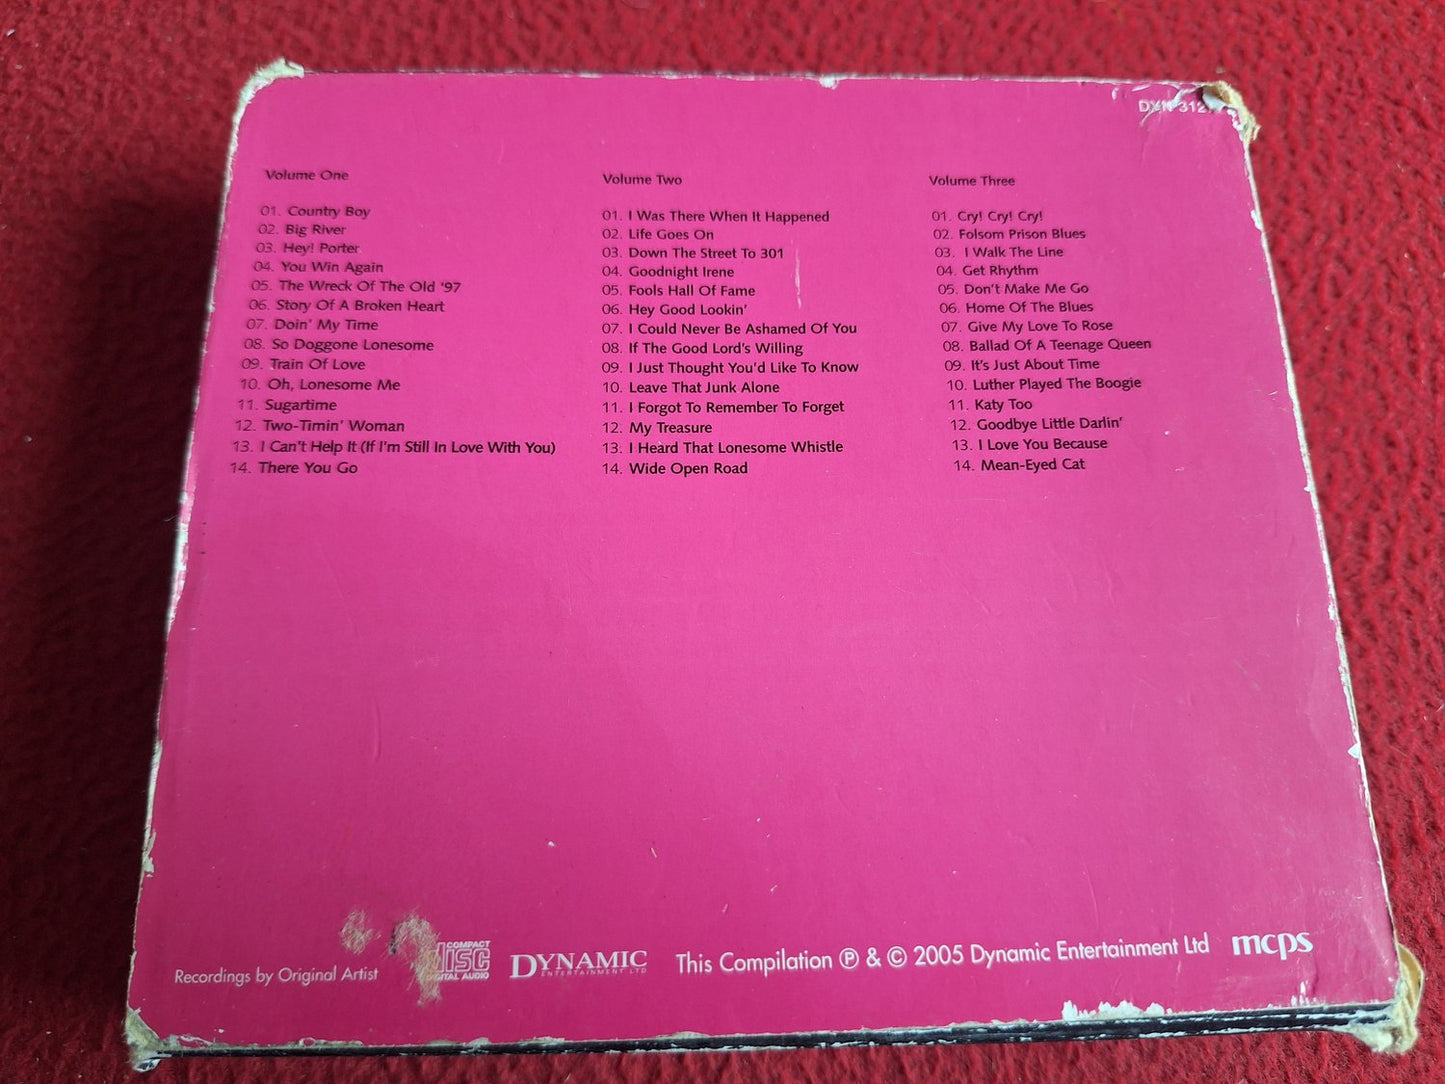 DYN 312
Volume One
01. Country Boy
02. Big River
03. Hey! Porter
04. You Win Again
05. The Wreck Of The Old '97
06. Story Of A Broken Heart
07. Doin' My Time
08. So Doggone Lonesome
09. Train Of Love
10. Oh, Lonesome Me
11. Sugartime
12. Two-Timin' Woman
13. I Can't Help It (If I'm Still In Love With You)
14. There You Go
Volume Two
01. I Was There When It Happened
02. Life Goes On
03. Down The Street To 301
04. Goodnight Irene
05. Fools Hall Of Fame
06. Hey Good Lookin'
07. I Could Never Be Ashamed Of You
08. If The Good Lord's Willing
09. I Just Thought You'd Like To Know
10. Leave That Junk Alone
11. I Forgot To Remember To Forget
12. My Treasure
13. I Heard That Lonesome Whistle
14. Wide Open Road
Volume Three
01. Cry! Cry! Cry!
02. Folsom Prison Blues
03. I Walk The Line
04. Get Rhythm
05. Don't Make Me Go
06. Home Of The Blues
07. Give My Love To Rose
08. Ballad Of A Teenage Queen
09. It's Just About Time
10. Luther Played The Boogie
11. Katy Too
12. Goodbye Little Darlin'
13. I Love You Because
14. Mean-Eyed Cat
Recordings by Original Artist
COMPACT
DISC
DIGITAL AUDIO
DYNAMIC
ENTERTAINMENT LTD
This Compilation ℗ & © 2005 Dynamic Entertainment Ltd
mcps